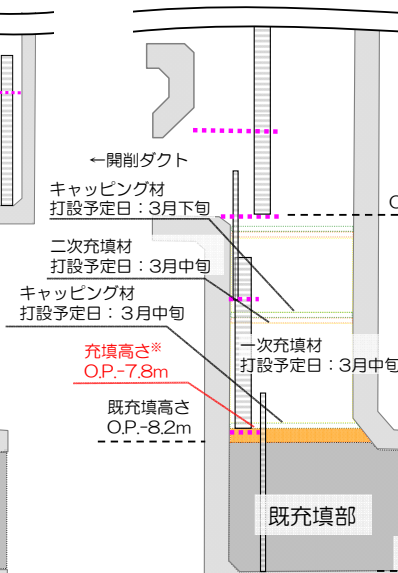 ←開削ダクト
キャッピング材
打設予定日：3月下旬
二次充填材
打設予定日：3月中旬
キャッピング材
打設予定日：３月中旬
一次充填材
打設予定日：3月中旬
充填高さ※
O.P.-7.8m
既充填高さ
O.P.-8.2m
既充填部